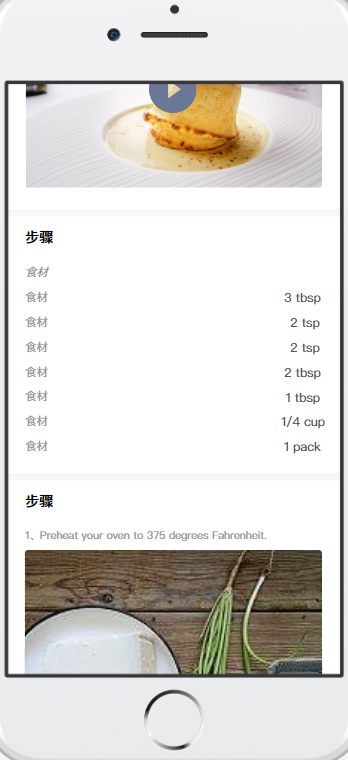 步骤
食材
食材 3 tbsp
食材 2 tsp
食材 2 tsp
食材 2 tbsp
食材 1 tbsp
食材 1/4 cup
食材 1 pack
步骤
1、Preheat your oven to 375 degrees Fahrenheit.